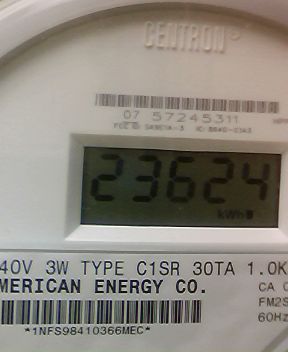 CENTRON®
07 57245311
23624
kWh
40V 3W TYPE C1SR 30TA 1.0K
MERICAN ENERGY CO.
CA
FM2S
60Hz
*1NFS98410366MEC*